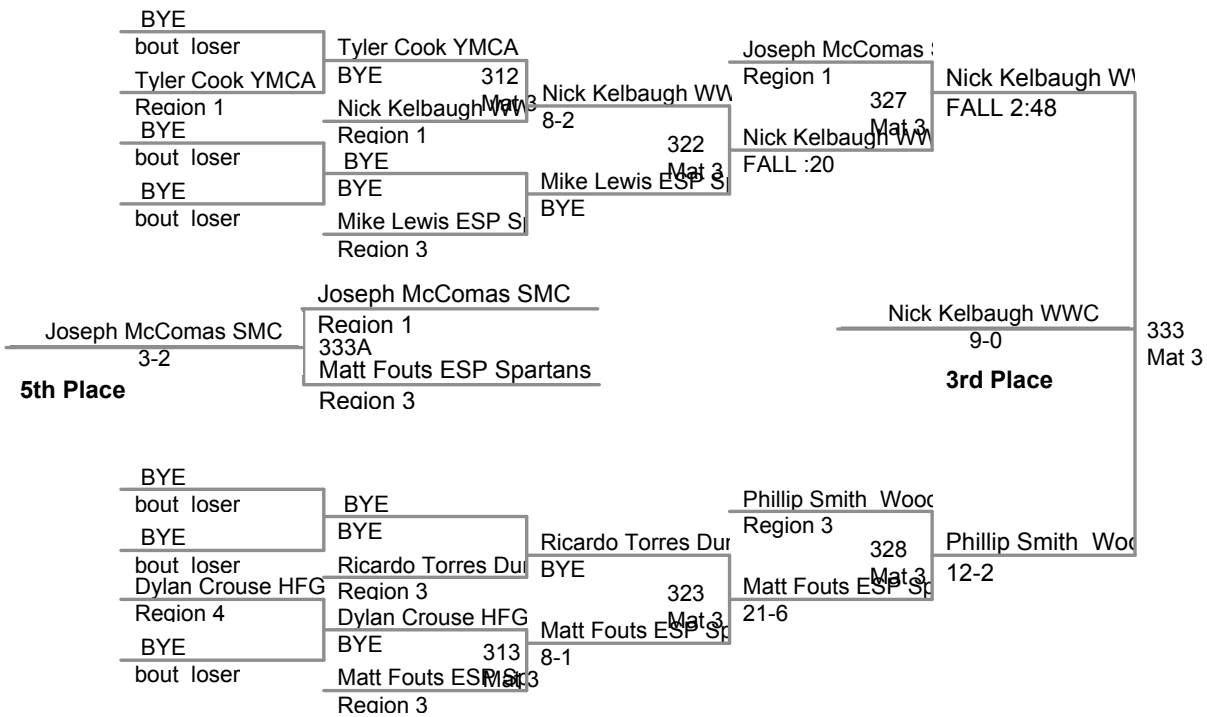 BYE
bout loser
Tyler Cook YMCA
Region 1
BYE
bout loser
BYE
bout loser
Tyler Cook YMCA
BYE
312
Mat 3
Nick Kelbaugh WW
Region 1
BYE
BYE
Mike Lewis ESP Sp
Region 3
Nick Kelbaugh WW
8-2
322
Mat 3
Mike Lewis ESP Sp
BYE
Joseph McComas
Region 1
327
Mat 3
Nick Kelbaugh WW
FALL :20
Nick Kelbaugh WW
FALL 2:48
Joseph McComas SMC
3-2
5th Place
Joseph McComas SMC
Region 1
333A
Matt Fouts ESP Spartans
Region 3
Nick Kelbaugh WWC
9-0
3rd Place
333
Mat 3
BYE
bout loser
BYE
bout loser
Dylan Crouse HFG
Region 4
BYE
bout loser
BYE
BYE
Ricardo Torres Dun
Region 3
Dylan Crouse HFG
BYE
313
Mat 3
Matt Fouts ESP Sp
Region 3
Ricardo Torres Dun
BYE
323
Mat 3
Matt Fouts ESP Sp
8-1
Phillip Smith Wood
Region 3
328
Mat 3
Matt Fouts ESP Sp
21-6
Phillip Smith Wood
12-2